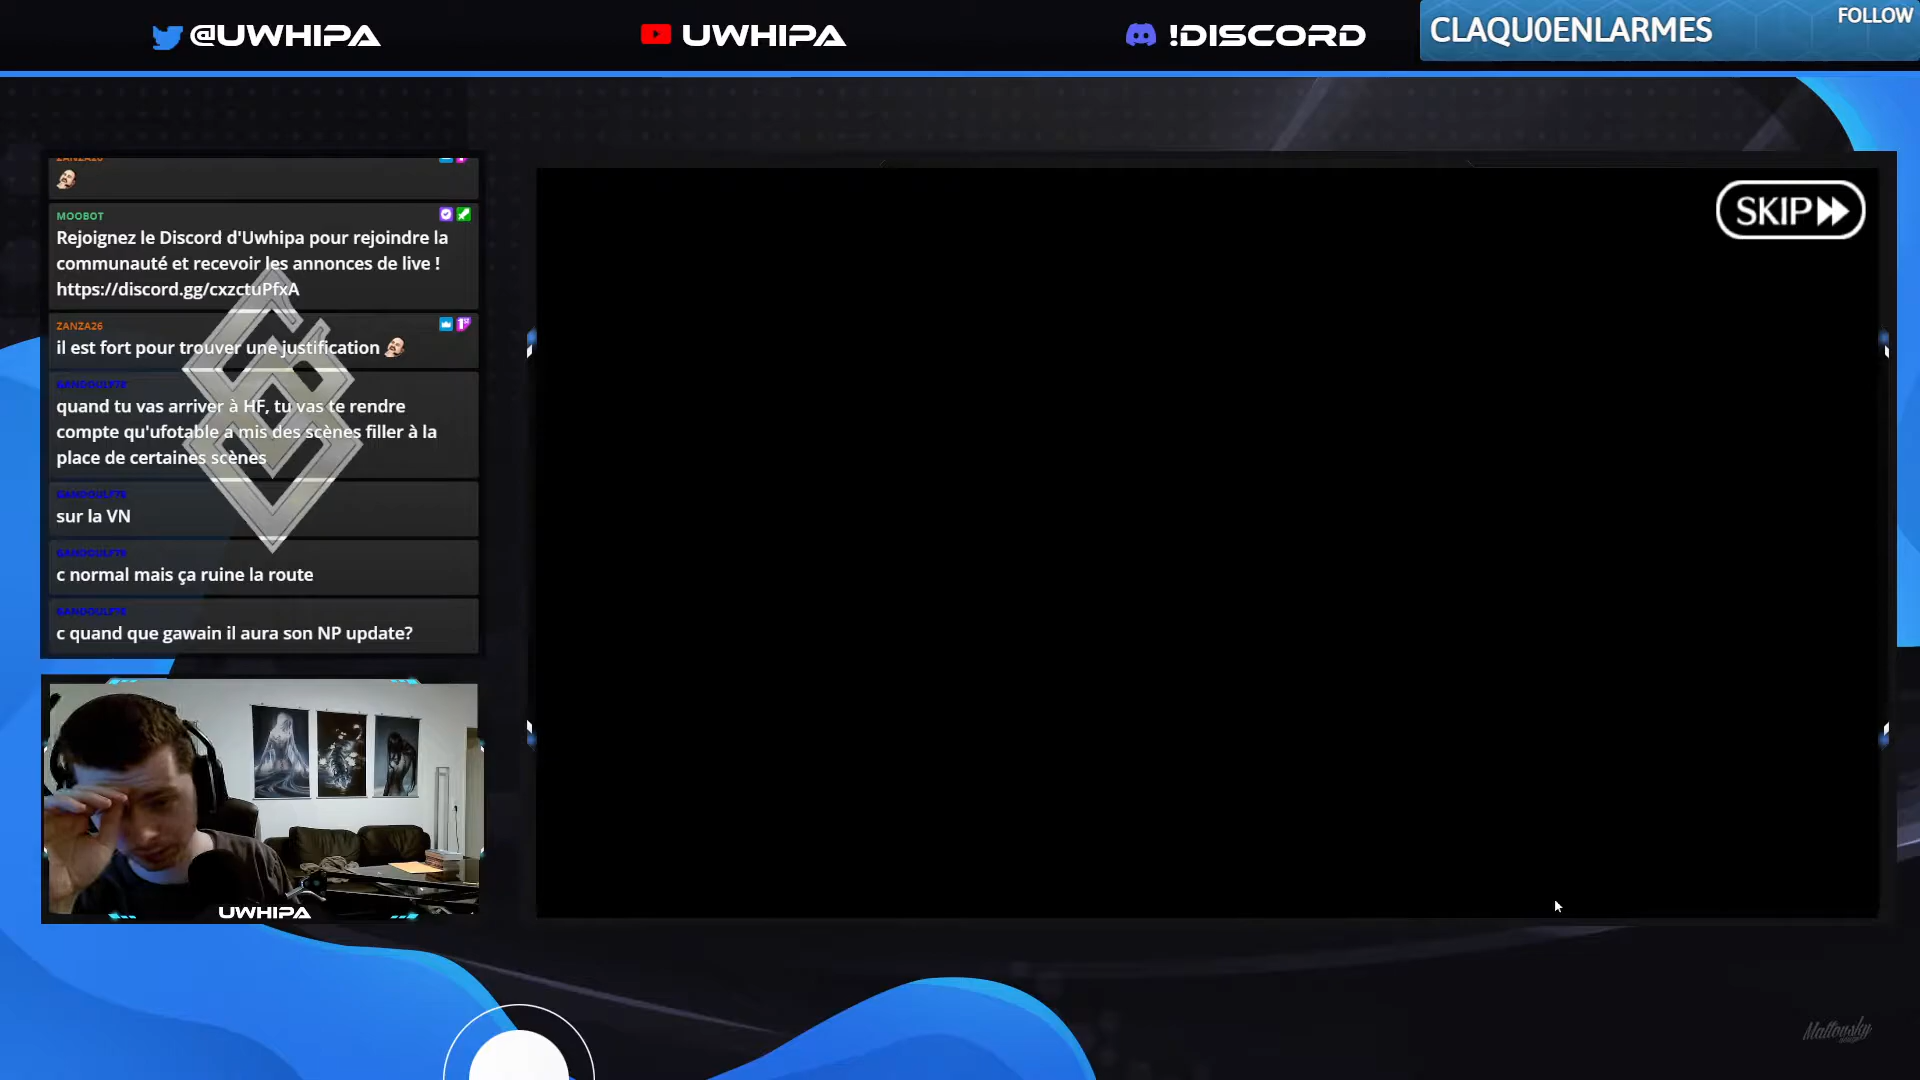 @UWHIPA
UWHIPA
!DISCORD
CLAQU0ENLARMES
FOLLOW
ZANZA26
MOOBOT
Rejoignez le Discord d'Uwhipa pour rejoindre la
communauté et recevoir les annonces de live !
https://discord.gg/cxzctuPfxA
ZANZA26
il est fort pour trouver une justification
quand tu vas arriver à HF, tu vas te rendre
compte qu'ufotable a mis des scènes filler à la
place de certaines scènes
sur la VN
c normal mais ça ruine la route
c quand que gawain il aura son NP update?
SKIP
UWHIPA
Mattovsky